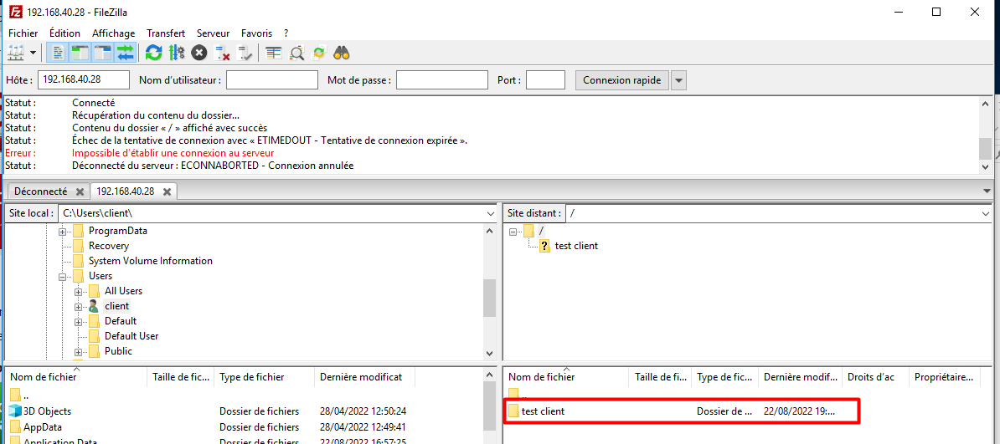 192.168.40.28 - FileZilla
Fichier Édition Affichage Transfert Serveur Favoris ?
Hôte : 192.168.40.28 Nom d'utilisateur : Mot de passe : Port : Connexion rapide
Statut : Connecté
Statut : Récupération du contenu du dossier...
Statut : Contenu du dossier « / » affiché avec succès
Statut : Échec de la tentative de connexion avec « ETIMEDOUT - Tentative de connexion expirée ».
Erreur : Impossible d'établir une connexion au serveur
Statut : Déconnecté du serveur : ECONNABORTED - Connexion annulée
Déconnecté 192.168.40.28
Site local : C:\Users\client\
ProgramData
Recovery
System Volume Information
Users
All Users
client
Default
Default User
Public
Site distant : /
/
? test client
Nom de fichier Taille de fic... Type de fichier Dernière modificat
..
3D Objects Dossier de fichiers 28/04/2022 12:50:24
AppData Dossier de fichiers 28/04/2022 12:49:41
Application Data Dossier de fichiers 22/08/2022 16:57:25
Nom de fichier Taille de fi... Type de fic... Dernière modif... Droits d'ac Propriétaire...
..
test client Dossier de ... 22/08/2022 19:...